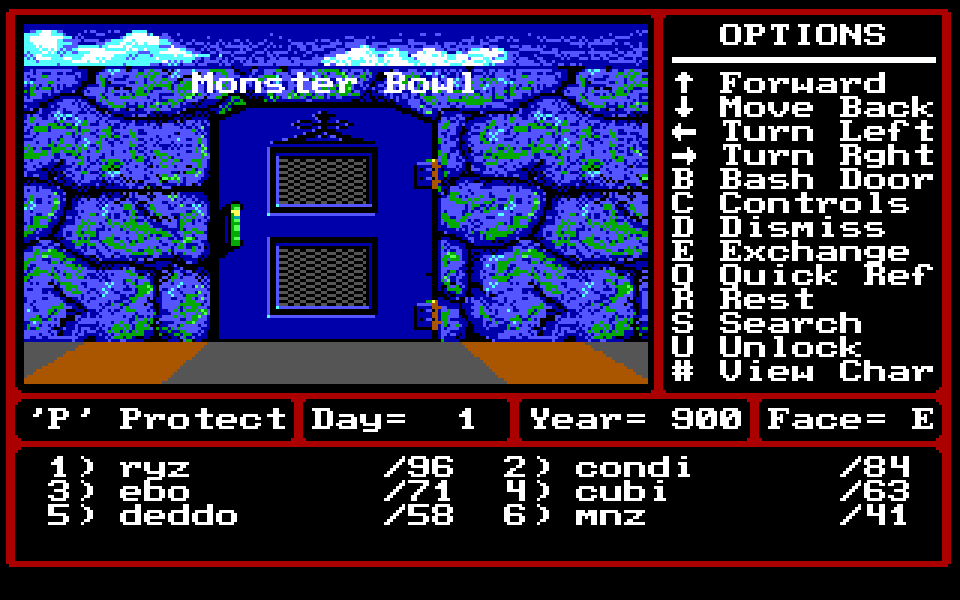 Monster Bowl
OPTIONS
↑ Forward
↓ Move Back
← Turn Left
→ Turn Rght
B Bash Door
C Controls
D Dismiss
E Exchange
Q Quick Ref
R Rest
S Search
U Unlock
# View Char
'P' Protect Day= 1 Year= 900 Face= E
1) ryz /96 2) condi /84
3) ebo /71 4) cubi /63
5) deddo /58 6) mnz /41